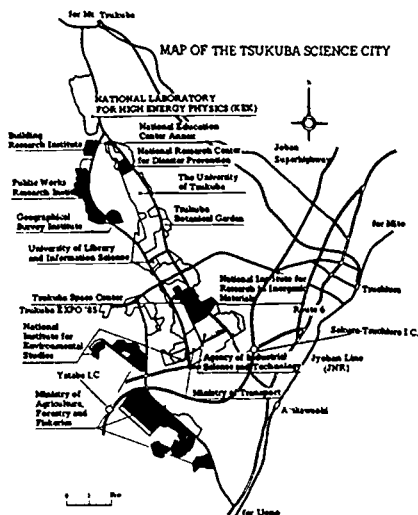 for Mt Tsukuba
MAP OF THE TSUKUBA SCIENCE CITY
NATIONAL LABORATORY
FOR HIGH ENERGY PHYSICS (KEK)
National Education
Center Annex
Building
Research Institute
National Research Center
for Disaster Prevention
Joban
Superhighway
Public Works
Research
The University
of Tsukuba
Geographical
Survey Institute
Tsukuba
Botanical Garden
for Mito
University of Library
and Information Science
National Institute for
Research in Inorganic
Materials
Tsuchiura
Tsukuba Space Center
Tsukuba EXPO '85
Route 6
National
Institute for
Environmental
Studies
Sakura-Tsuchiura I.C.
Agency of Industrial
Science and Technology
Jyoban Line
(JNR)
Yatabe I.C
Ministry of Transport
Ministry of
Agriculture,
Forestry and
Fisheries
for Ueno